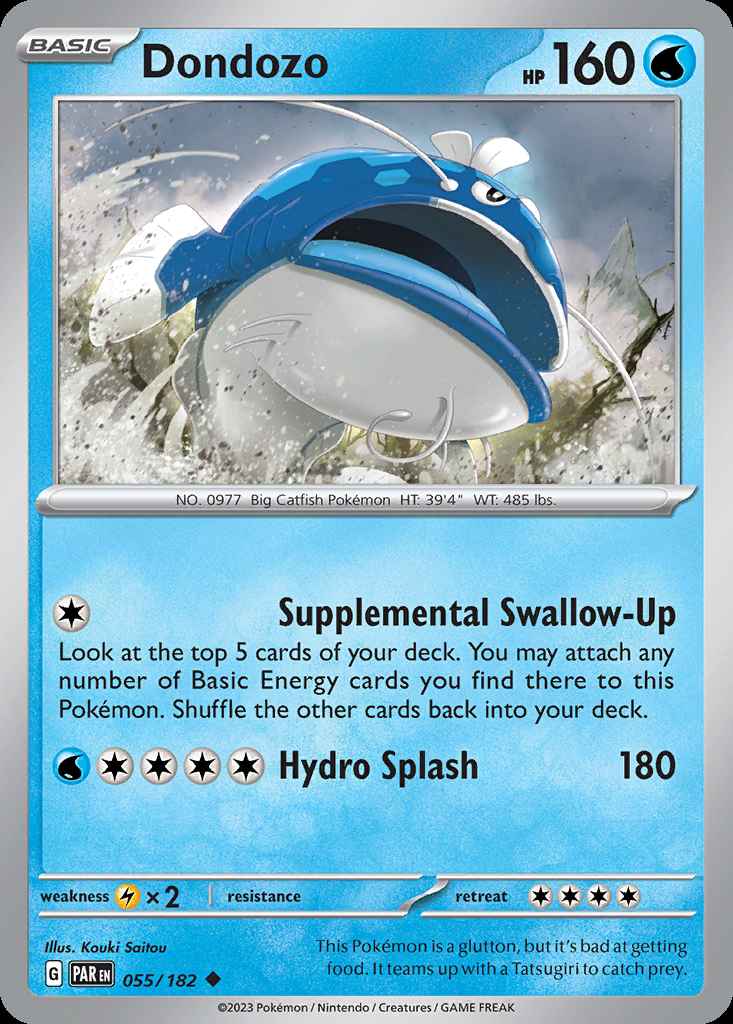 BASIC
Dondozo
HP 160
NO. 0977 Big Catfish Pokémon HT: 39'4" WT: 485 lbs.
Supplemental Swallow-Up
Look at the top 5 cards of your deck. You may attach any
number of Basic Energy cards you find there to this
Pokémon. Shuffle the other cards back into your deck.
Hydro Splash 180
weakness ×2 resistance retreat
Illus. Kouki Saitou
This Pokémon is a glutton, but it's bad at getting
food. It teams up with a Tatsugiri to catch prey.
G PAR EN 055/182
©2023 Pokémon / Nintendo / Creatures / GAME FREAK